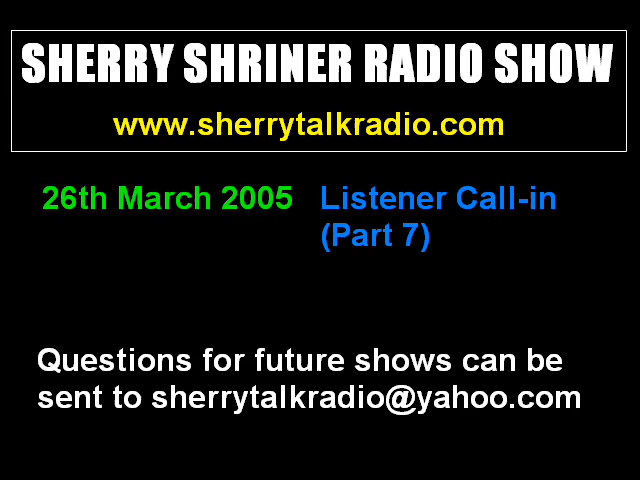 SHERRY SHRINER RADIO SHOW
www.sherrytalkradio.com
26th March 2005 Listener Call-in
(Part 7)
Questions for future shows can be
sent to sherrytalkradio@yahoo.com